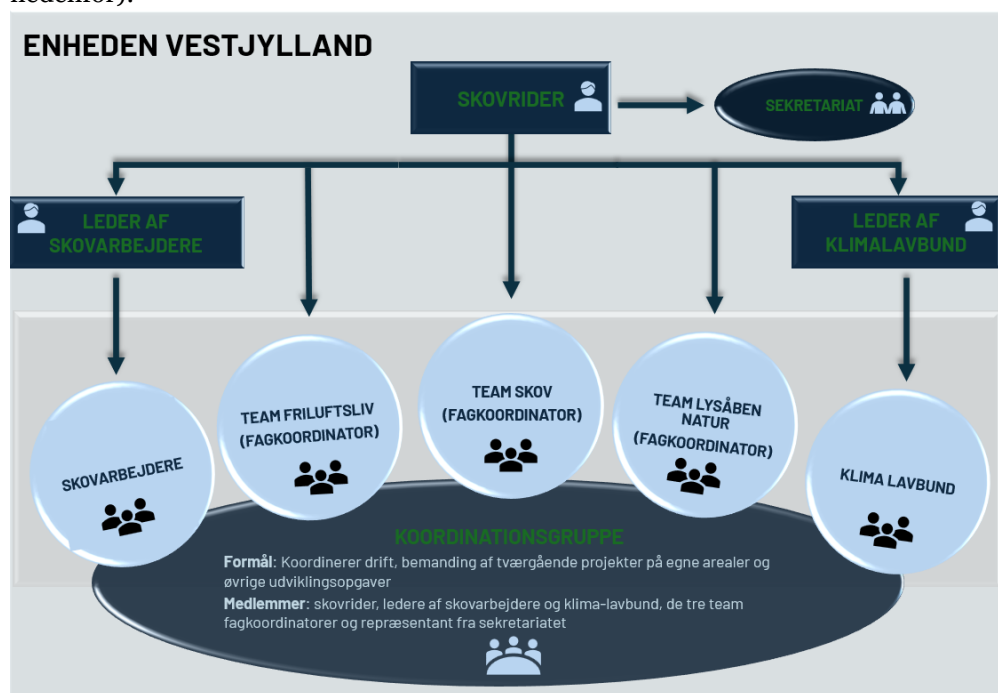 ENHEDEN VESTJYLLAND
SKOVRIDER
SEKRETARIAT
LEDER AF
SKOVARBEJDERE
LEDER AF
KLIMALAVBUND
SKOVARBEJDERE
TEAM FRILUFTSLIV
(FAGKOORDINATOR)
TEAM SKOV
(FAGKOORDINATOR)
TEAM LYSÅBEN
NATUR
(FAGKOORDINATOR)
KLIMA LAVBUND
KOORDINATIONSGRUPPE
Formål: Koordinerer drift, bemanding af tværgående projekter på egne arealer og
øvrige udviklingsopgaver
Medlemmer: skovrider, ledere af skovarbejdere og klima-lavbund, de tre team
fagkoordinatorer og repræsentant fra sekretariatet